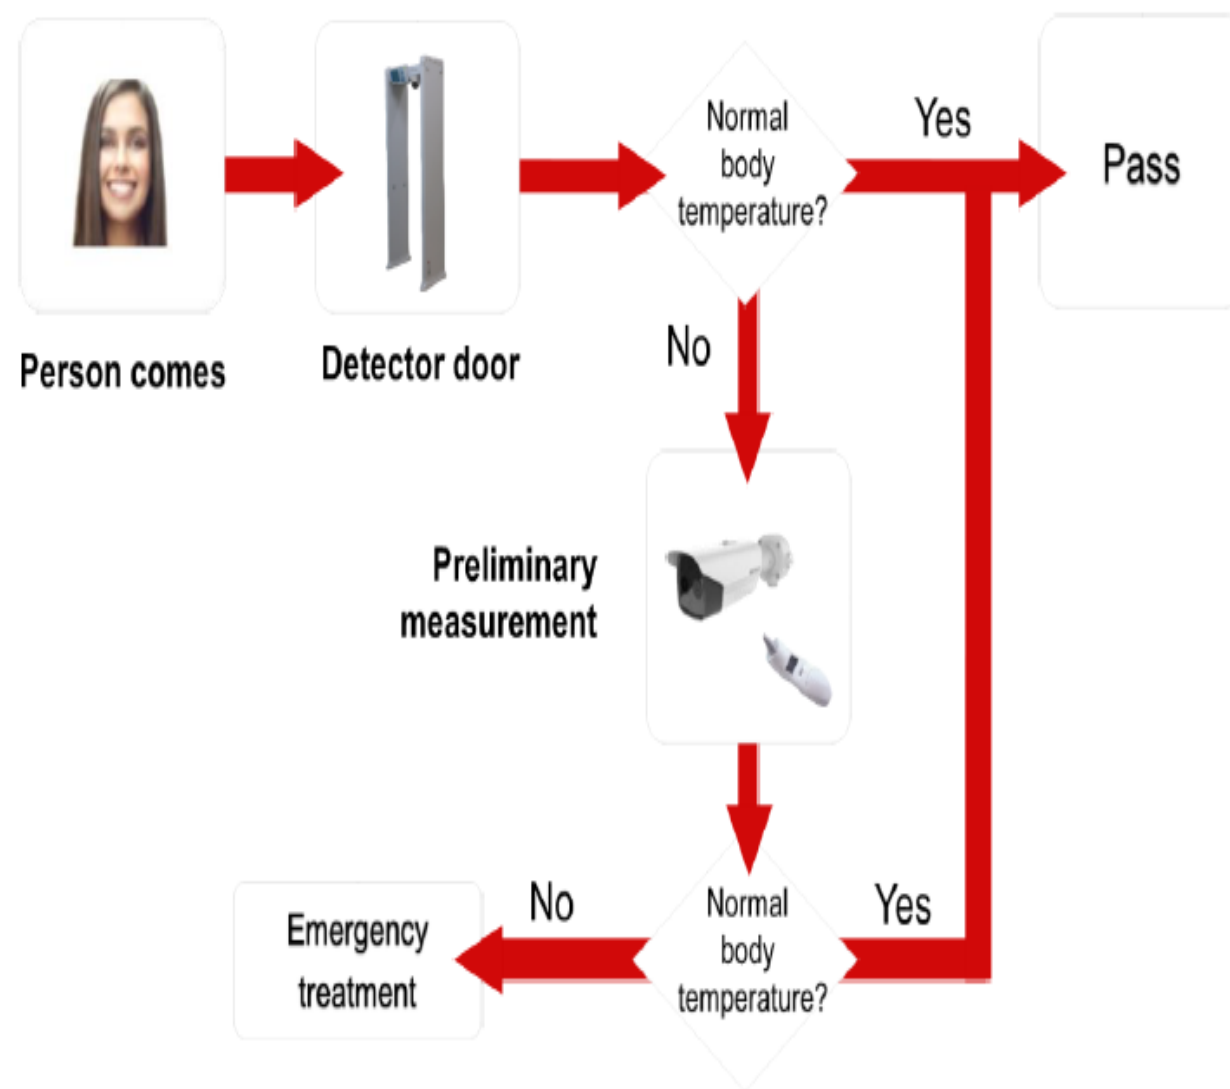 Normal
body
temperature?
Yes
Pass
Person comes
Detector door
No
Preliminary
measurement
Emergency
treatment
No
Normal
body
temperature?
Yes